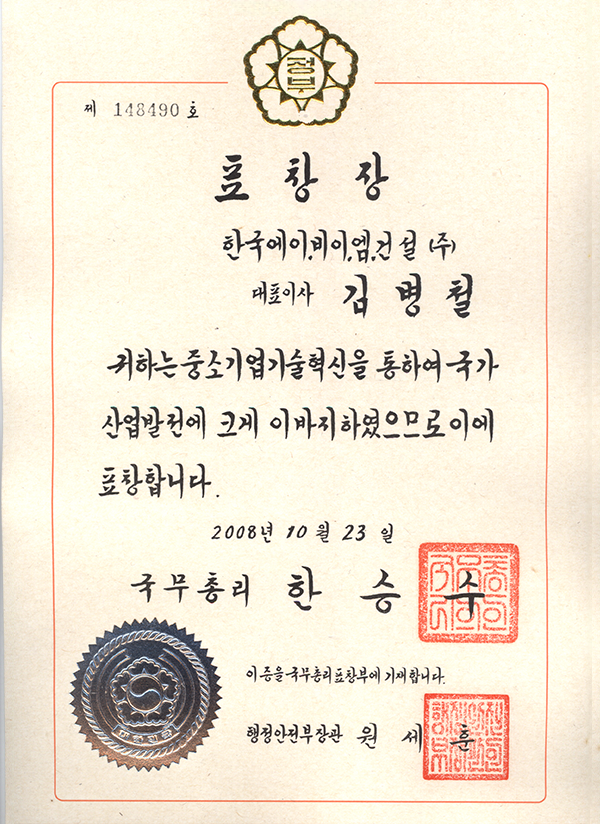 정부
제 148490 호
표창장
한국에이.비이.엠.건설 (주)
대표이사 김병철
귀하는 중소기업기술혁신을 통하여 국가
산업발전에 크게 이바지하였으므로 이에
표창합니다.
2008년 10월 23일
국무총리 한승수
이 증을 국무총리표창부에 기재합니다.
행정안전부장관 원세훈